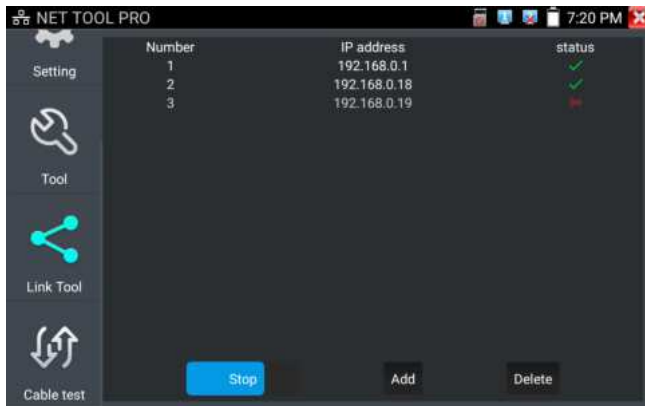 NET TOOL PRO 7:20 PM
Setting
Tool
Link Tool
Cable test
Number IP address status
1 192.168.0.1
2 192.168.0.18
3 192.168.0.19
Stop Add Delete